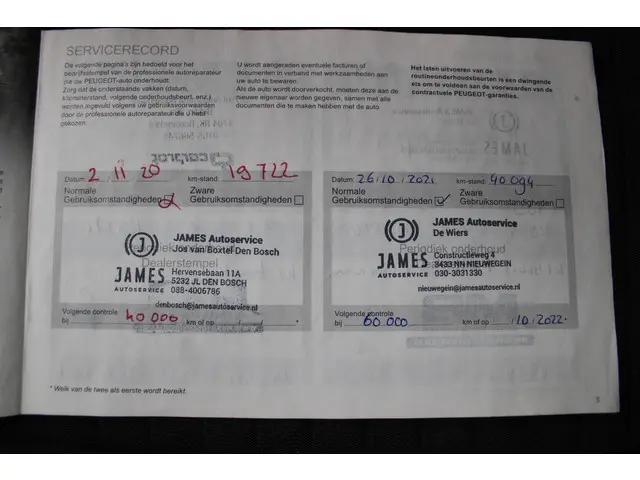 SERVICERECORD
De volgende pagina's zijn bedoeld voor het
bedrijfsstempel van de professionele autoreparateur
die uw PEUGEOT-auto onderhoudt.
Zorg dat de onderstaande vakken (datum,
kilometerstand, volgende onderhoudsbeurt, enz.)
worden ingevuld volgens uw gebruiksvoorwaarden
door de professionele autoreparateur die u hebt
gekozen.
U wordt aangeraden eventuele facturen of
documenten in verband met werkzaamheden aan
uw auto te bewaren.
Als de auto wordt doorverkocht, moeten deze aan de
nieuwe eigenaar worden gegeven, samen met alle
documenten die te maken hebben met de auto.
Het laten uitvoeren van de
routineonderhoudsbeurten is een dwingende
eis om te voldoen aan de voorwaarden van de
contractuele PEUGEOT-garanties.
Datum: 2 / 11 / 20 km-stand: 19722
Normale Zware
Gebruiksomstandigheden Gebruiksomstandigheden
JAMES Autoservice
Jos van Boxtel Den Bosch
Dealerstempel
JAMES
AUTOSERVICE
Hervensebaan 11A
5232 JL DEN BOSCH
088-4006786
denbosch@jamesautoservice.nl
Volgende controle
bij 40 000 km of op / / *
Datum: 26 / 10 / 2021 km-stand: 40 094
Normale Zware
Gebruiksomstandigheden Gebruiksomstandigheden
JAMES Autoservice
De Wiers
Periodiek onderhoud
JAMES
AUTOSERVICE
Constructieweg 4
3433 NN NIEUWEGEIN
030-3031330
nieuwegein@jamesautoservice.nl
Volgende controle
bij 60 000 km of op / 10 / 2022 *
* Welk van de twee als eerste wordt bereikt.
5